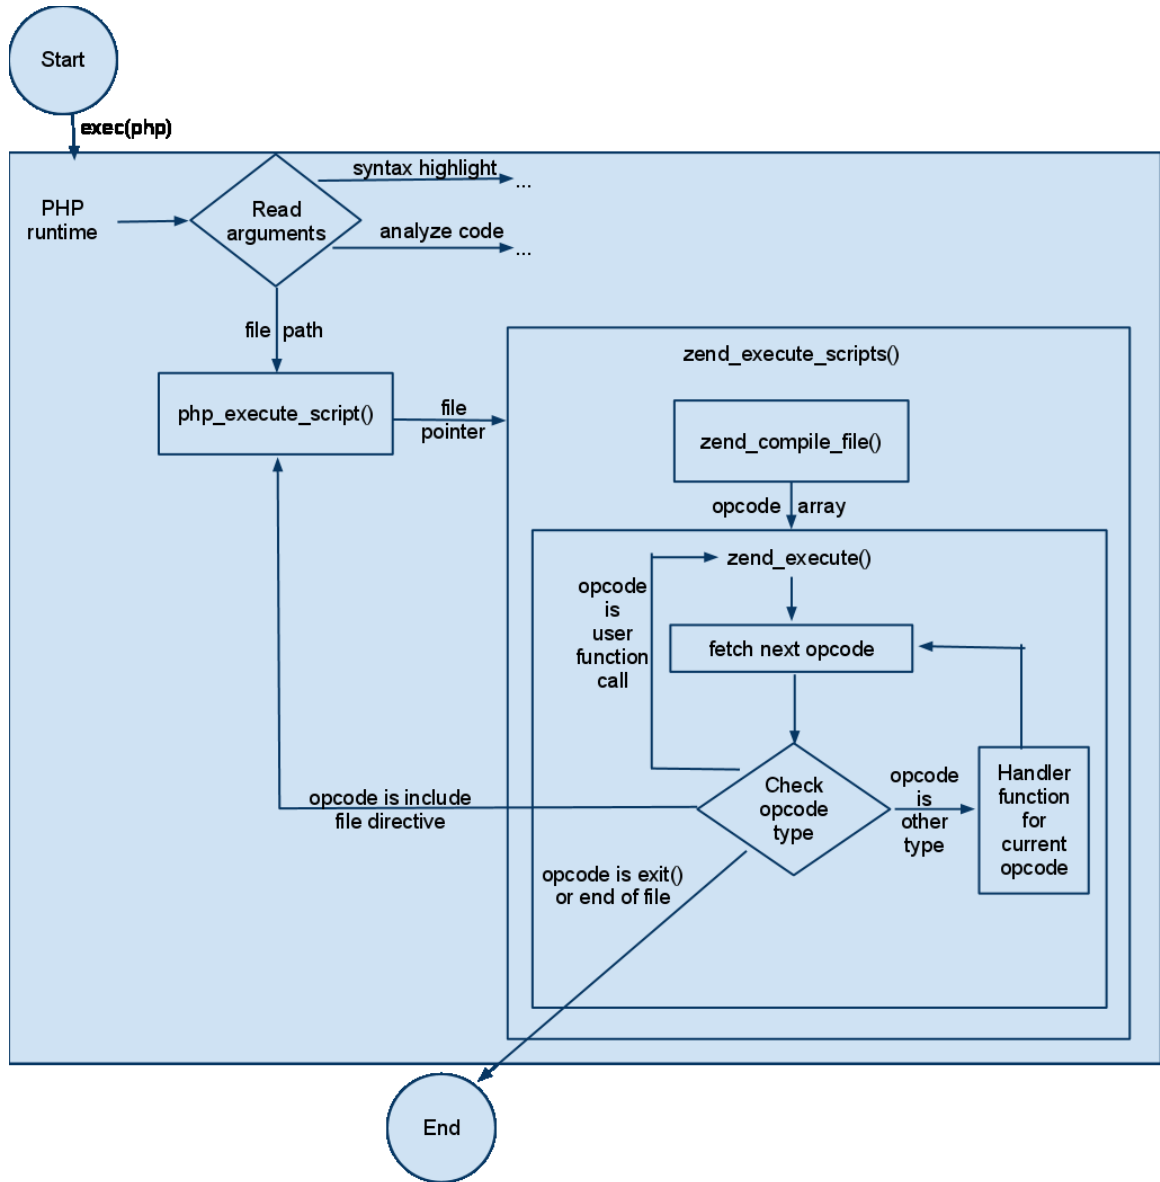 Start
exec(php)
PHP
runtime
Read
arguments
syntax highlight
...
analyze code
...
file path
php_execute_script()
file
pointer
zend_execute_scripts()
zend_compile_file()
opcode array
zend_execute()
opcode
is
user
function
call
fetch next opcode
Check
opcode
type
opcode
is
other
type
Handler
function
for
current
opcode
opcode is include
file directive
opcode is exit()
or end of file
End